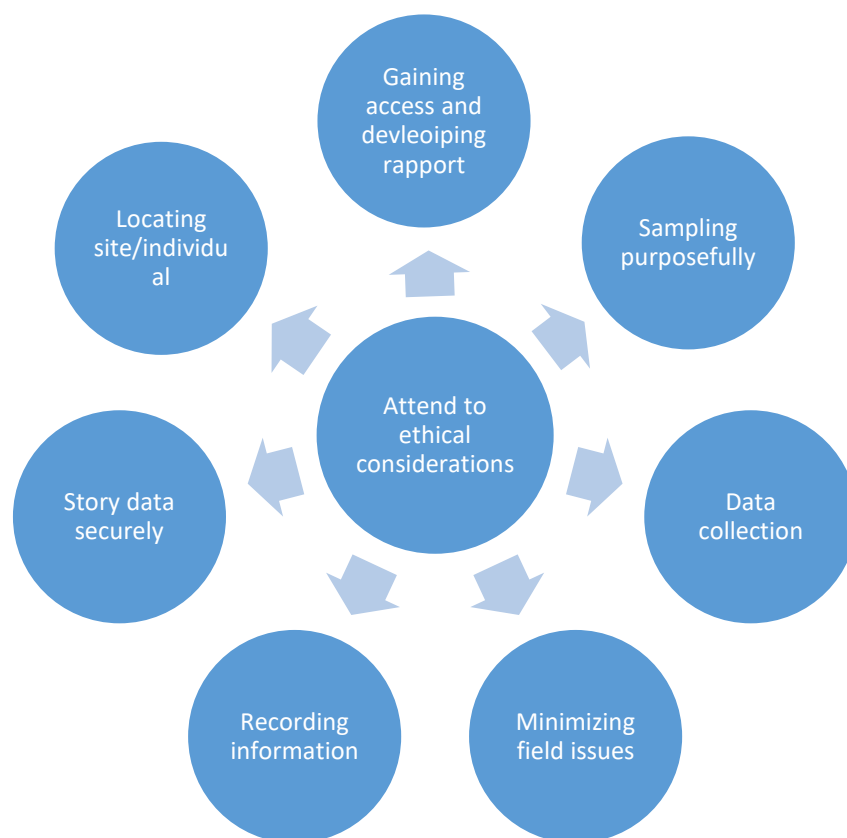 Gaining
access and
devleoiping
rapport
Locating
site/individu
al
Sampling
purposefully
Attend to
ethical
considerations
Story data
securely
Data
collection
Recording
information
Minimizing
field issues